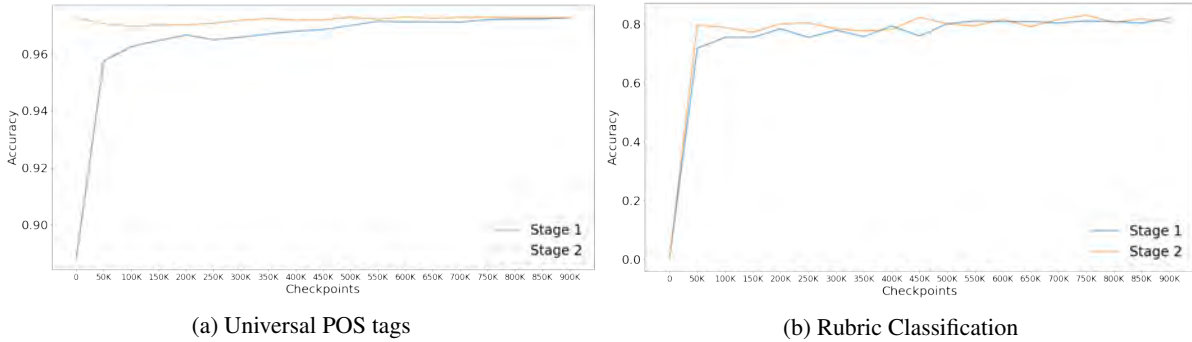 Accuracy
0.96
0.94
0.92
0.90
Stage 1
Stage 2
0 50K 100K 150K 200K 250K 300K 350K 400K 450K 500K 550K 600K 650K 700K 750K 800K 850K 900K
Checkpoints
(a) Universal POS tags
Accuracy
0.8
0.6
0.4
0.2
0.0
Stage 1
Stage 2
0 50K 100K 150K 200K 250K 300K 350K 400K 450K 500K 550K 600K 650K 700K 750K 800K 850K 900K
Checkpoints
(b) Rubric Classification